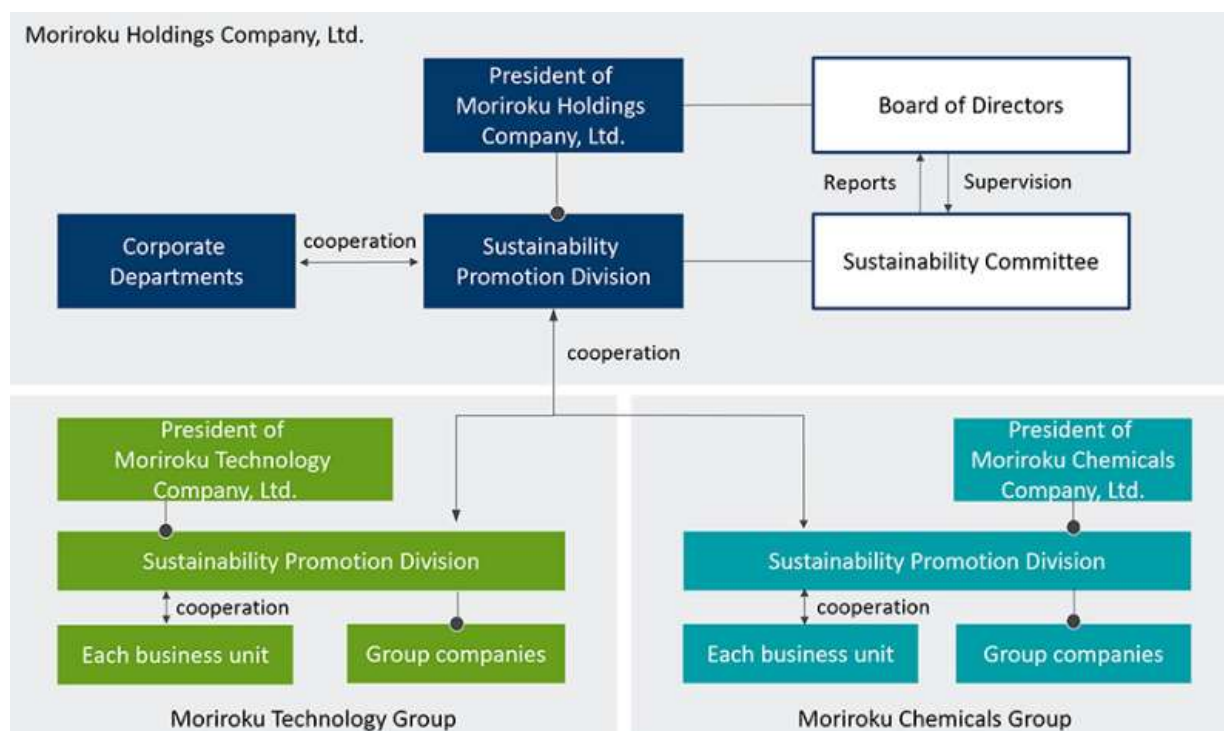 Moriroku Holdings Company, Ltd.
President of
Moriroku Holdings
Company, Ltd.
Board of Directors
Reports
Supervision
Corporate
Departments
cooperation
Sustainability
Promotion Division
Sustainability Committee
cooperation
President of
Moriroku Technology
Company, Ltd.
Sustainability Promotion Division
cooperation
Each business unit
Group companies
Moriroku Technology Group
President of
Moriroku Chemicals
Company, Ltd.
Sustainability Promotion Division
cooperation
Each business unit
Group companies
Moriroku Chemicals Group